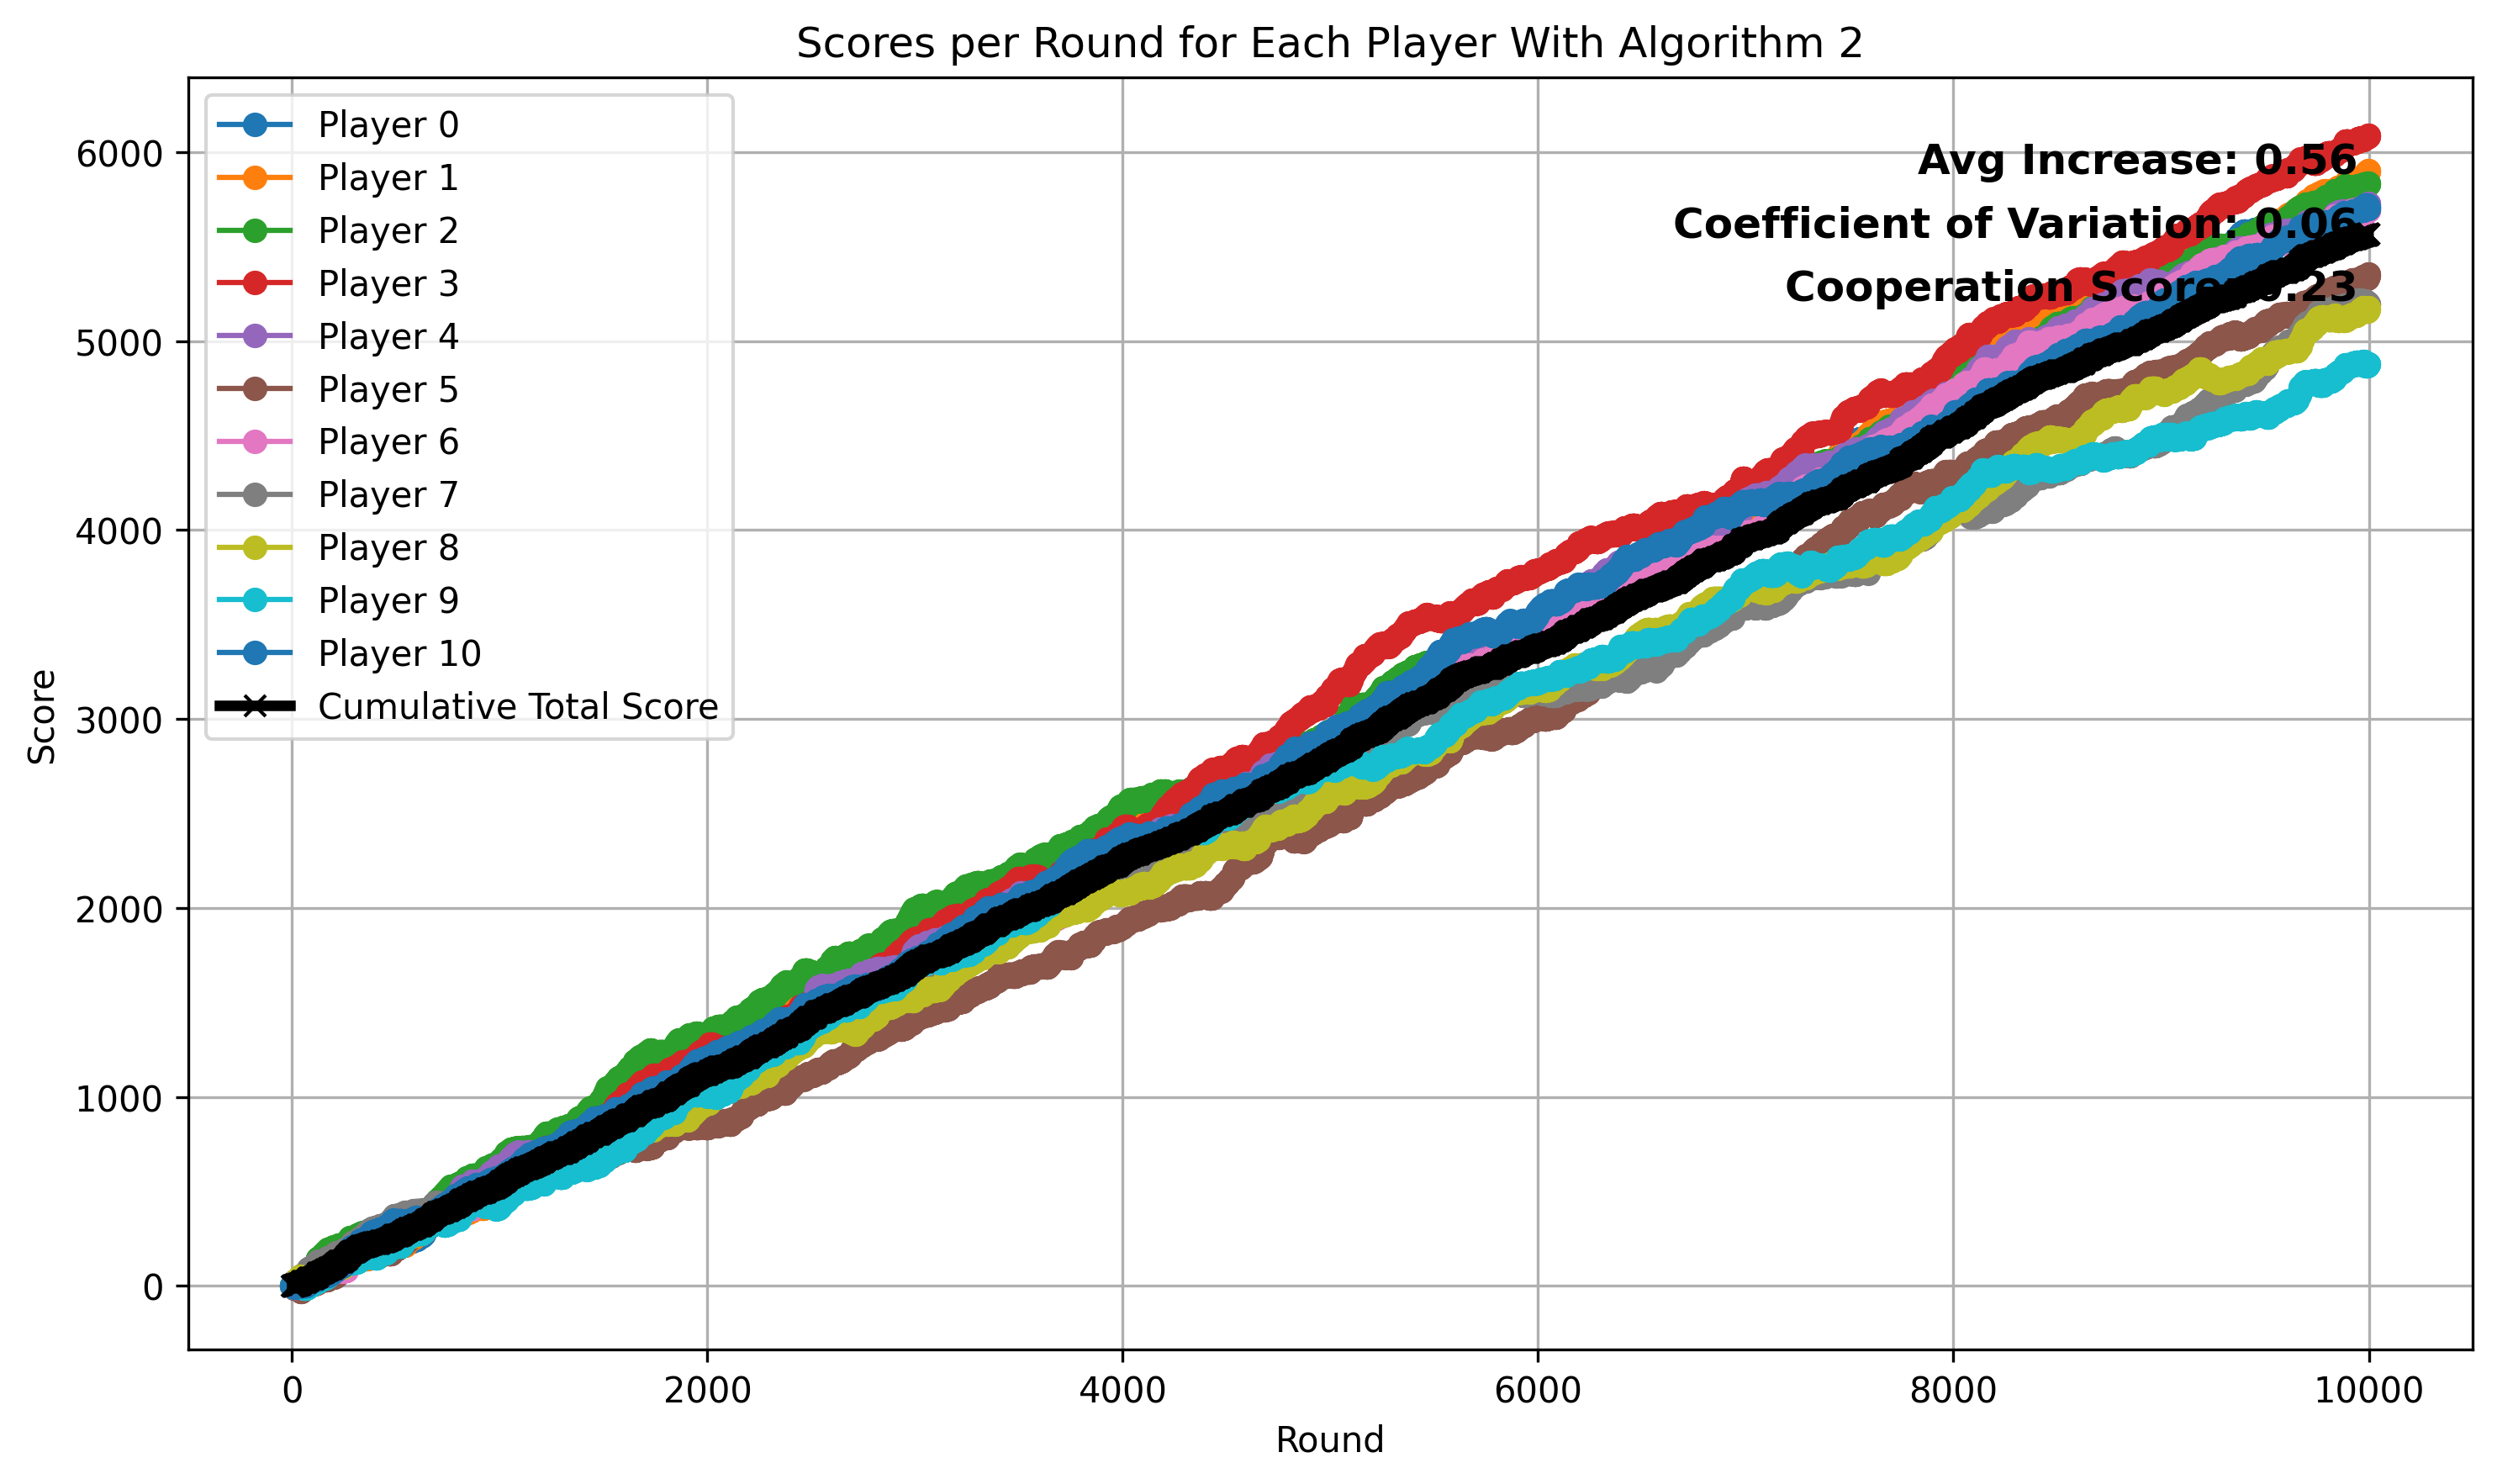 Scores per Round for Each Player With Algorithm 2
Player 0
Player 1
Player 2
Player 3
Player 4
Player 5
Player 6
Player 7
Player 8
Player 9
Player 10
Cumulative Total Score
Avg Increase: 0.56
Coefficient of Variation: 0.06
Cooperation Score: 0.23
Score
6000
5000
4000
3000
2000
1000
0
0
2000
4000
6000
8000
10000
Round